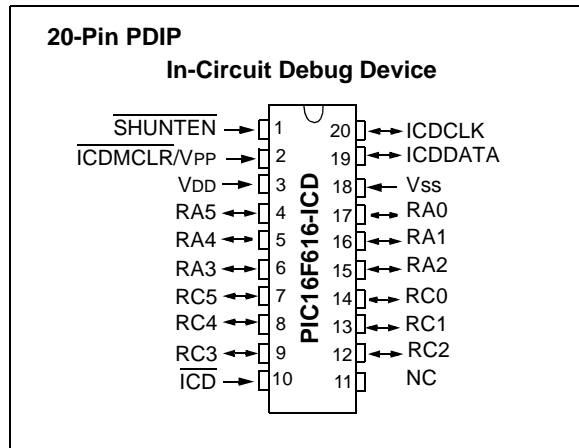 20-Pin PDIP
In-Circuit Debug Device
SHUNTEN 1 20 ICDCLK
ICDMCLR/VPP 2 19 ICDDATA
VDD 3 18 Vss
RA5 4 17 RA0
RA4 5 16 RA1
RA3 6 15 RA2
RC5 7 14 RC0
RC4 8 13 RC1
RC3 9 12 RC2
ICD 10 11 NC
PIC16F616-ICD